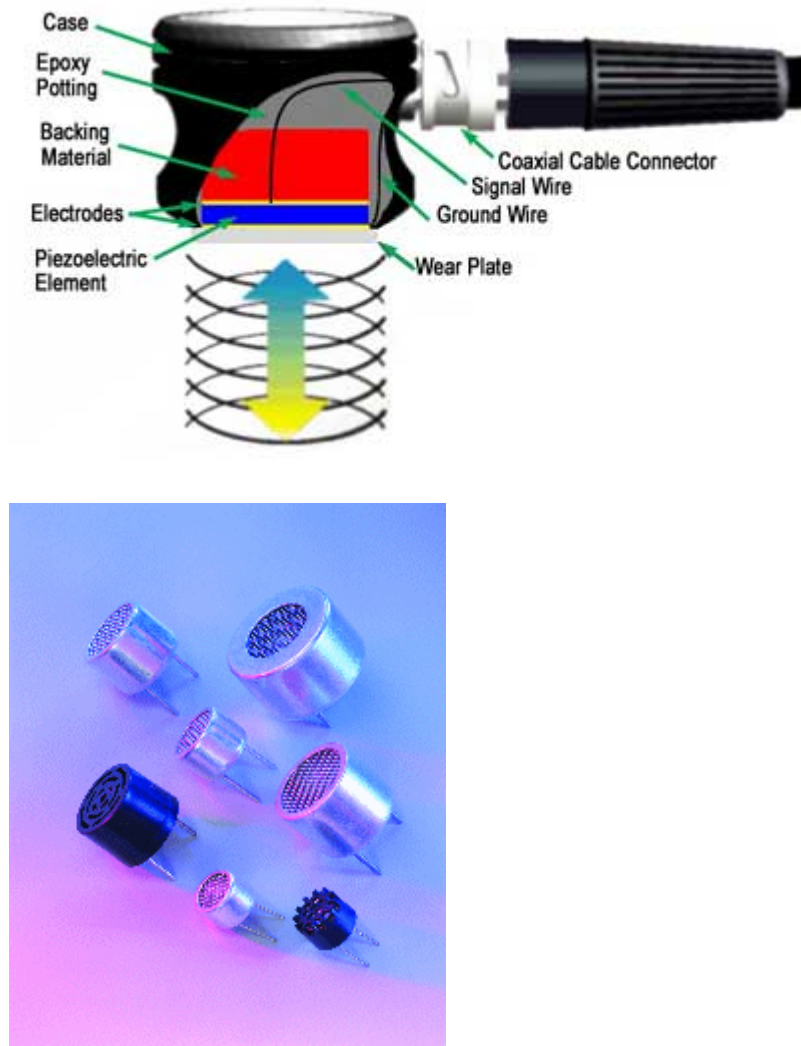 Case
Epoxy
Potting
Backing
Material
Electrodes
Piezoelectric
Element
Coaxial Cable Connector
Signal Wire
Ground Wire
Wear Plate